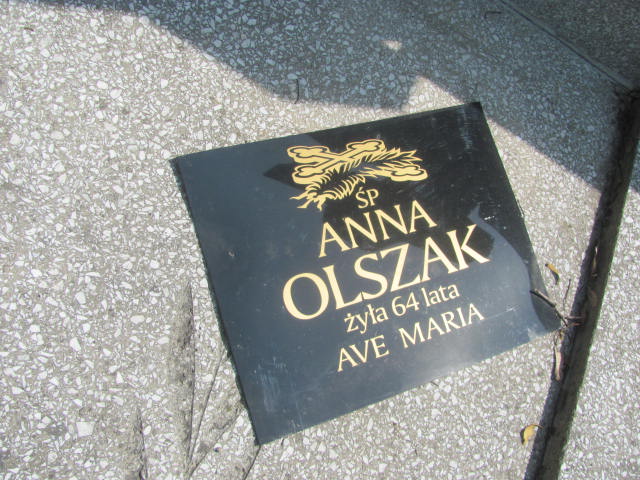 ŚP
ANNA
OLSZAK
żyła 64 lata
AVE MARIA